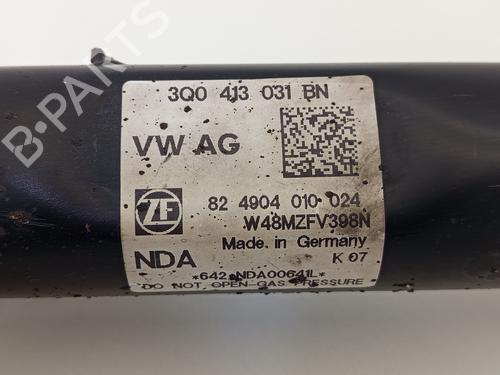 3Q0 413 031 BN
VW AG
ZF
82 4904 010 024
W48MZFV398N
Made in Germany
NDA
K 07
*642 NDA00641L*
DO NOT OPEN-GAS PRESSURE
B-PARTS